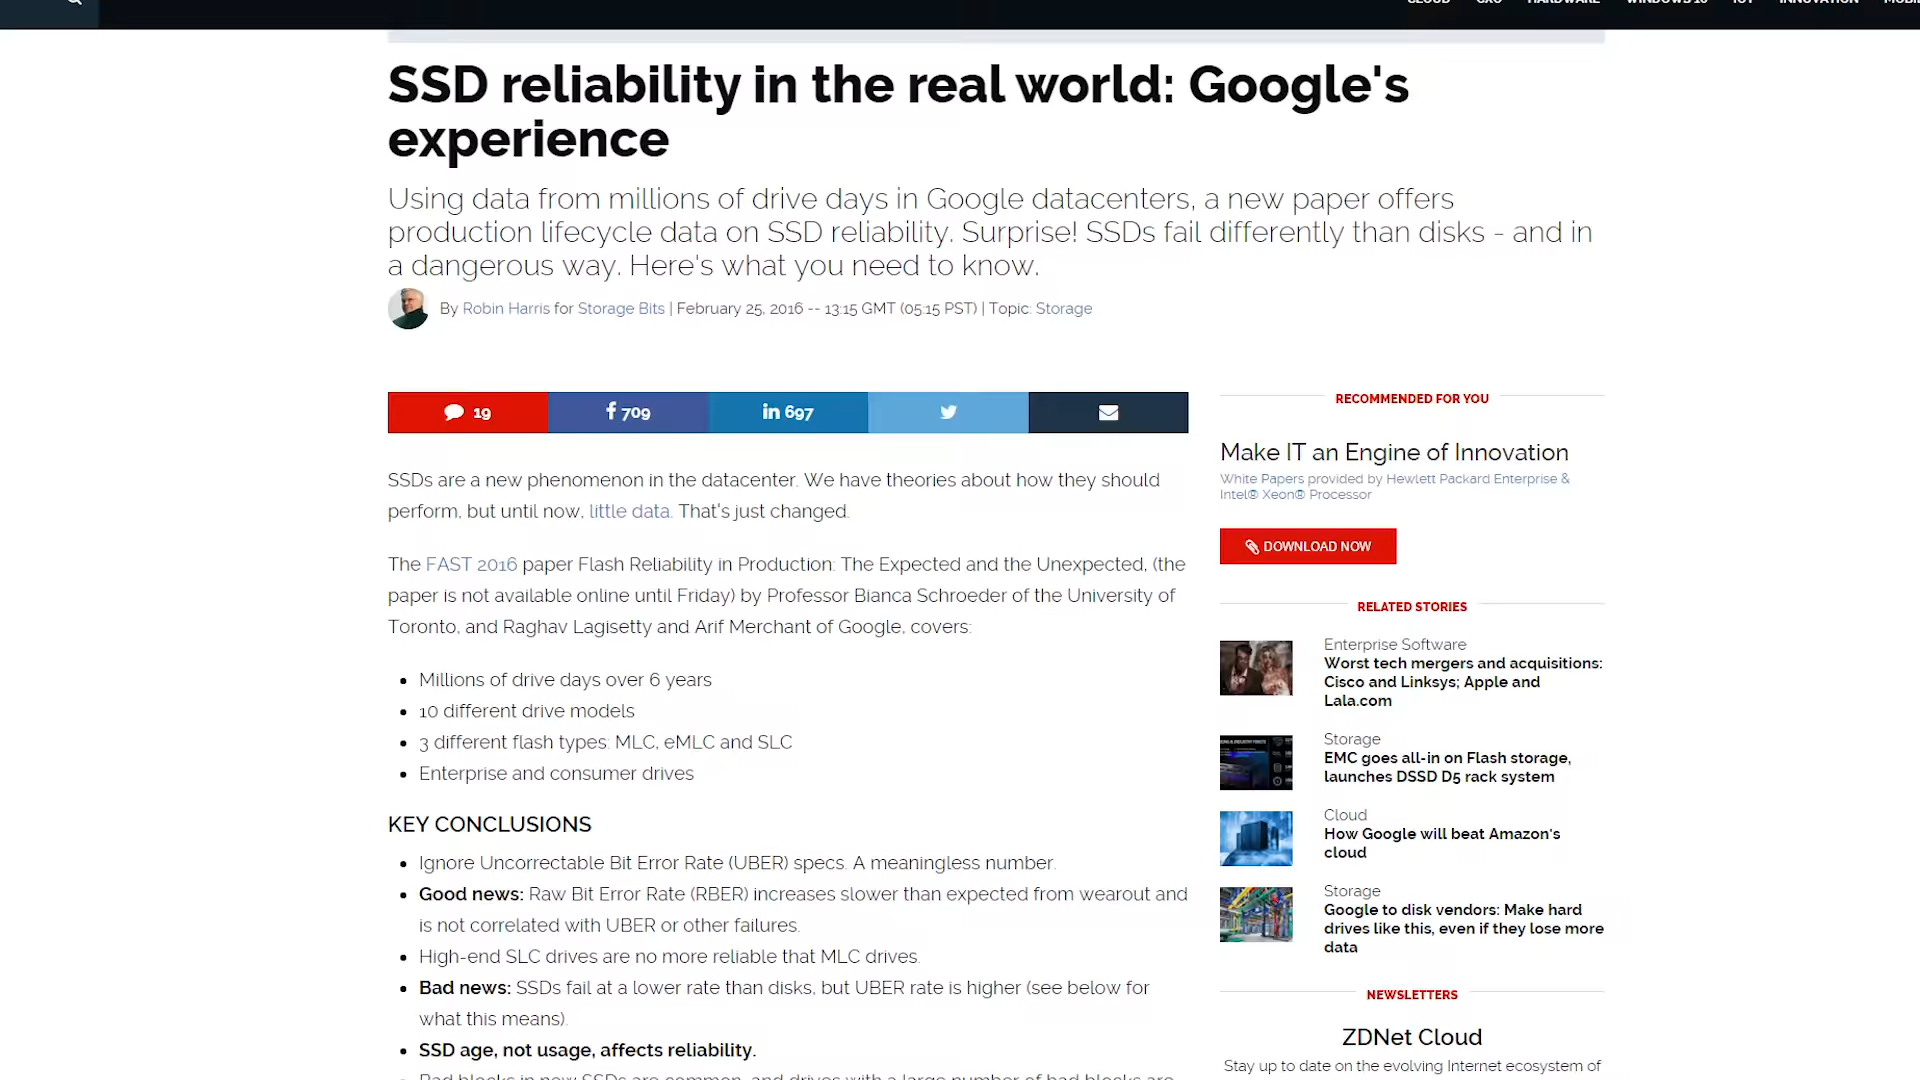 SSD reliability in the real world: Google's
experience
Using data from millions of drive days in Google datacenters, a new paper offers
production lifecycle data on SSD reliability. Surprise! SSDs fail differently than disks - and in
a dangerous way. Here's what you need to know.
By Robin Harris for Storage Bits | February 25, 2016 -- 13:15 GMT (05:15 PST) | Topic: Storage
19
709
in 697
SSDs are a new phenomenon in the datacenter. We have theories about how they should
perform, but until now, little data. That's just changed.
The FAST 2016 paper Flash Reliability in Production: The Expected and the Unexpected, (the
paper is not available online until Friday) by Professor Bianca Schroeder of the University of
Toronto, and Raghav Lagisetty and Arif Merchant of Google, covers:
Millions of drive days over 6 years
10 different drive models
3 different flash types: MLC, eMLC and SLC
Enterprise and consumer drives
KEY CONCLUSIONS
Ignore Uncorrectable Bit Error Rate (UBER) specs. A meaningless number.
Good news: Raw Bit Error Rate (RBER) increases slower than expected from wearout and
is not correlated with UBER or other failures.
High-end SLC drives are no more reliable that MLC drives.
Bad news: SSDs fail at a lower rate than disks, but UBER rate is higher (see below for
what this means).
SSD age, not usage, affects reliability.
Bad blocks in new SSDs are common, and drives with a large number of bad blocks are
RECOMMENDED FOR YOU
Make IT an Engine of Innovation
White Papers provided by Hewlett Packard Enterprise &
Intel® Xeon® Processor
DOWNLOAD NOW
RELATED STORIES
Enterprise Software
Worst tech mergers and acquisitions:
Cisco and Linksys; Apple and
Lala.com
Storage
EMC goes all-in on Flash storage,
launches DSSD D5 rack system
Cloud
How Google will beat Amazon's
cloud
Storage
Google to disk vendors: Make hard
drives like this, even if they lose more
data
NEWSLETTERS
ZDNet Cloud
Stay up to date on the evolving Internet ecosystem of